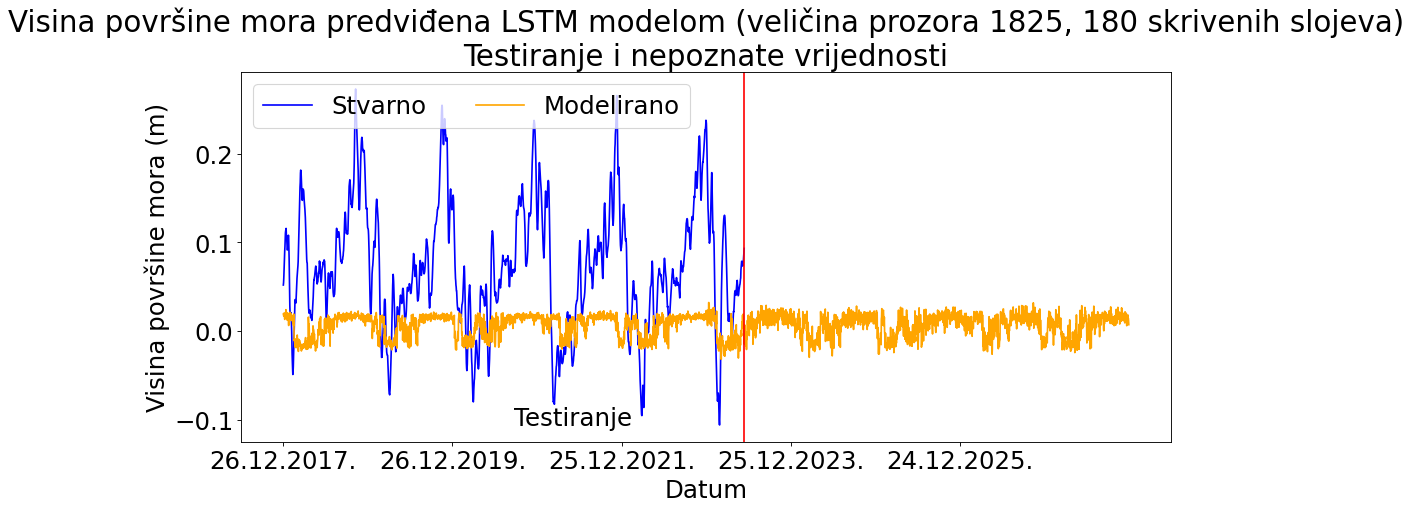 Visina površine mora predviđena LSTM modelom (veličina prozora 1825, 180 skrivenih slojeva)
Testiranje i nepoznate vrijednosti
Stvarno Modelirano
Visina površine mora (m)
0.2
0.1
0.0
−0.1
Testiranje
26.12.2017. 26.12.2019. 25.12.2021. 25.12.2023. 24.12.2025.
Datum